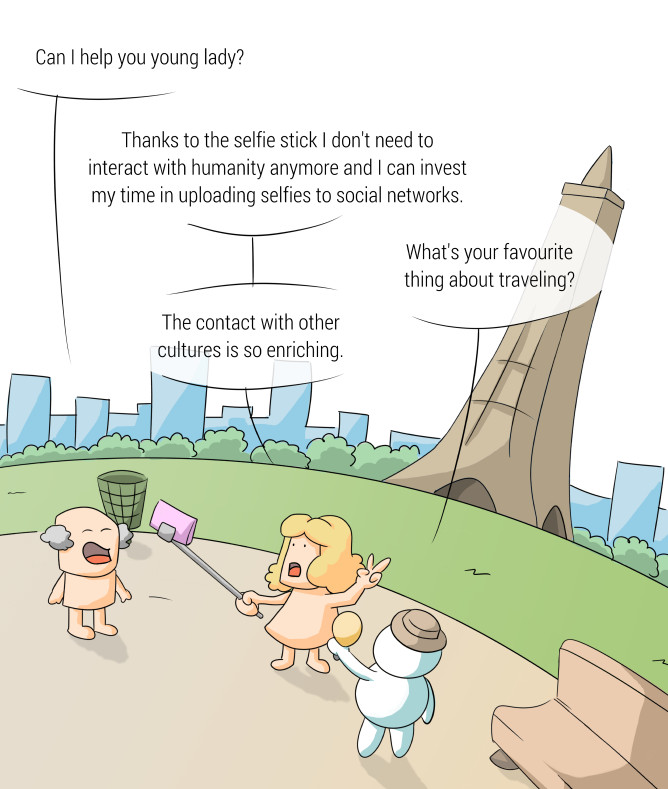 Can I help you young lady?
Thanks to the selfie stick I don't need to
interact with humanity anymore and I can invest
my time in uploading selfies to social networks.
What's your favourite
thing about traveling?
The contact with other
cultures is so enriching.